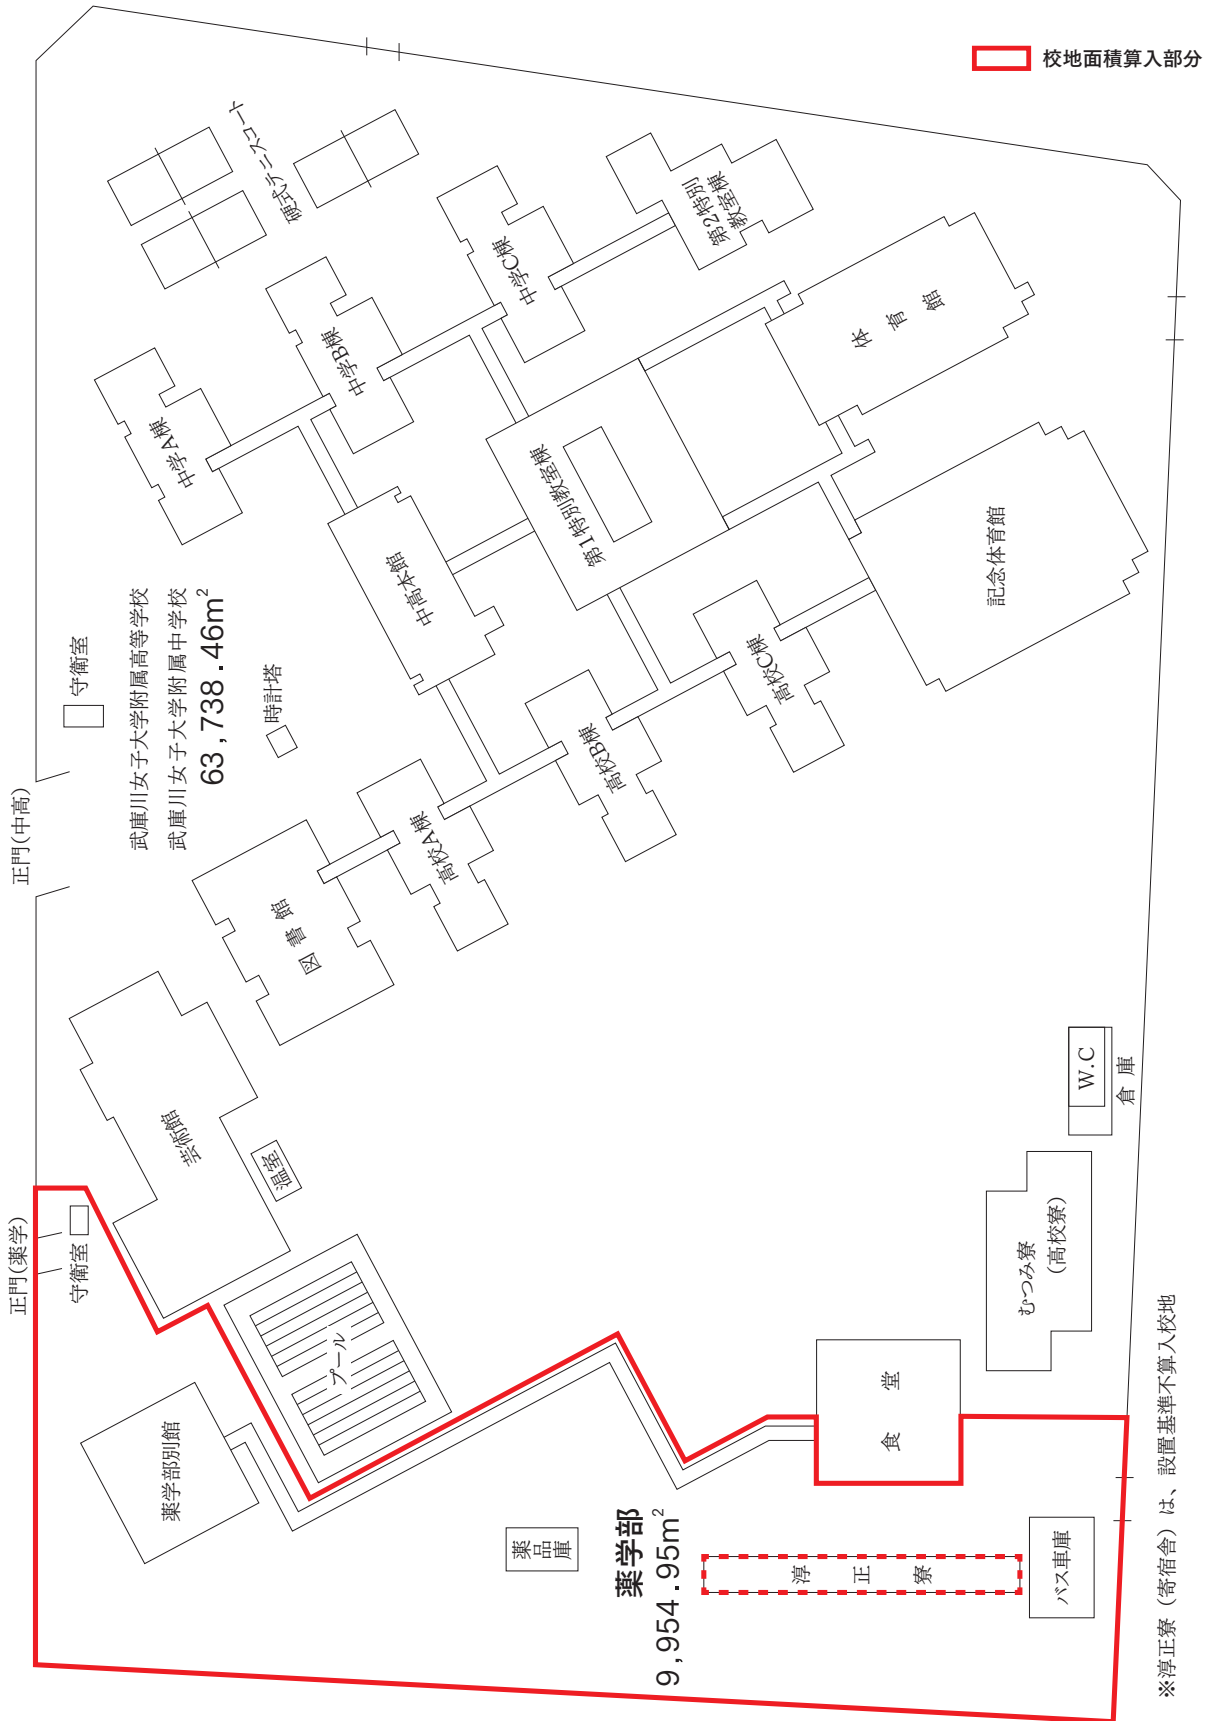 校地面積算入部分
硬式テニスコート
中学A棟
中学B棟
中学C棟
第2特別
教室棟
体育館
記念体育館
第1特別教室棟
中高本館
武庫川女子大学附属高等学校
武庫川女子大学附属中学校
63,738.46m²
守衛室
時計塔
正門(中高)
高校A棟
高校B棟
高校C棟
図書館
芸術館
温室
プール
正門(薬学)
守衛室
薬学部別館
薬品庫
薬学部
9,954.95m²
淳正寮
バス車庫
食堂
むつみ寮
(高校寮)
W.C
倉庫
※淳正寮（寄宿舎）は、設置基準不算入校地